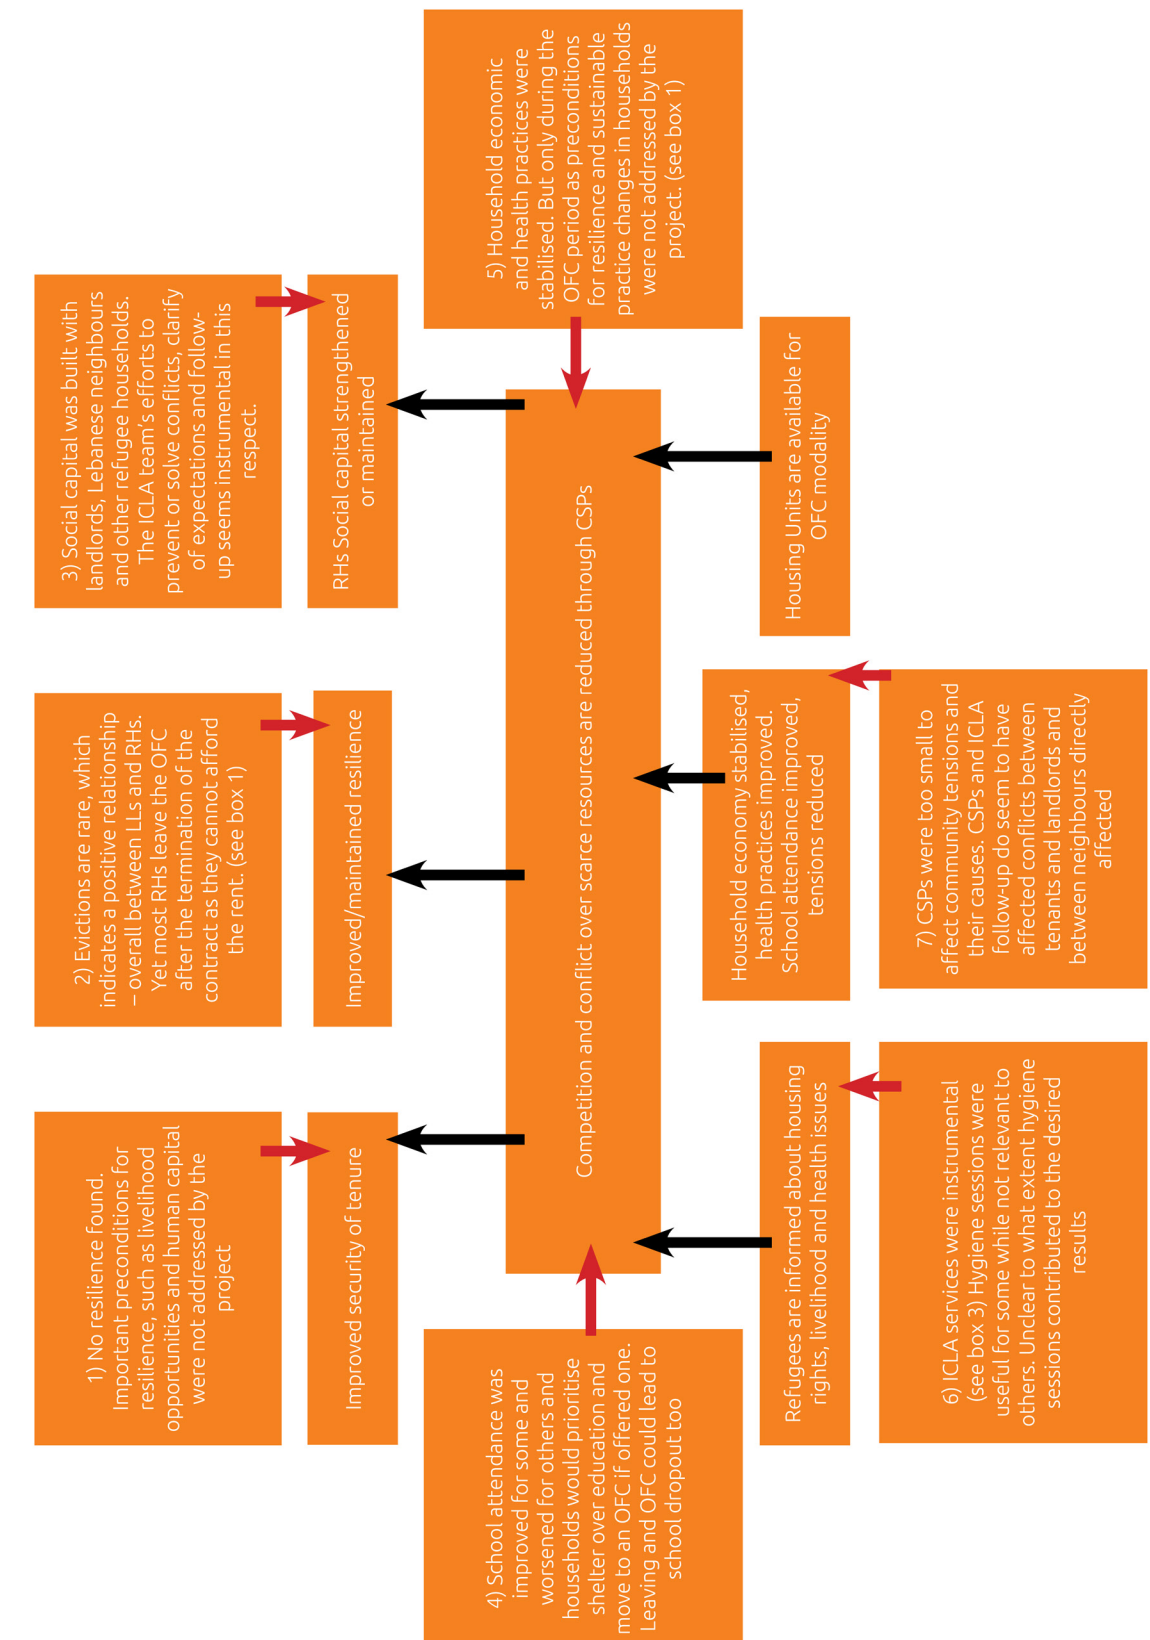 1) No resilience found.
Important preconditions for
resilience, such as livelihood
opportunities and human capital
were not addressed by the
project
2) Evictions are rare, which
indicates a positive relationship
– overall between LLs and RHs.
Yet most RHs leave the OFC
after the termination of the
contract as they cannot afford
the rent. (see box 1)
3) Social capital was built with
landlords, Lebanese neighbours
and other refugee households.
The ICLA team’s efforts to
prevent or solve conflicts, clarify
of expectations and follow-
up seems instrumental in this
respect.
Improved security of tenure
Improved/maintained resilience
RHs Social capital strengthened
or maintained
4) School attendance was
improved for some and
worsened for others and
households would prioritise
shelter over education and
move to an OFC if offered one.
Leaving and OFC could lead to
school dropout too
Competition and conflict over scarce resources are reduced through CSPs
5) Household economic
and health practices were
stabilised. But only during the
OFC period as preconditions
for resilience and sustainable
practice changes in households
were not addressed by the
project. (see box 1)
Refugees are informed about housing
rights, livelihood and health issues
Household economy stabilised,
health practices improved.
School attendance improved,
tensions reduced
Housing Units are available for
OFC modality
6) ICLA services were instrumental
(see box 3) Hygiene sessions were
useful for some while not relevant to
others. Unclear to what extent hygiene
sessions contributed to the desired
results
7) CSPs were too small to
affect community tensions and
their causes. CSPs and ICLA
follow-up do seem to have
affected conflicts between
tenants and landlords and
between neighbours directly
affected